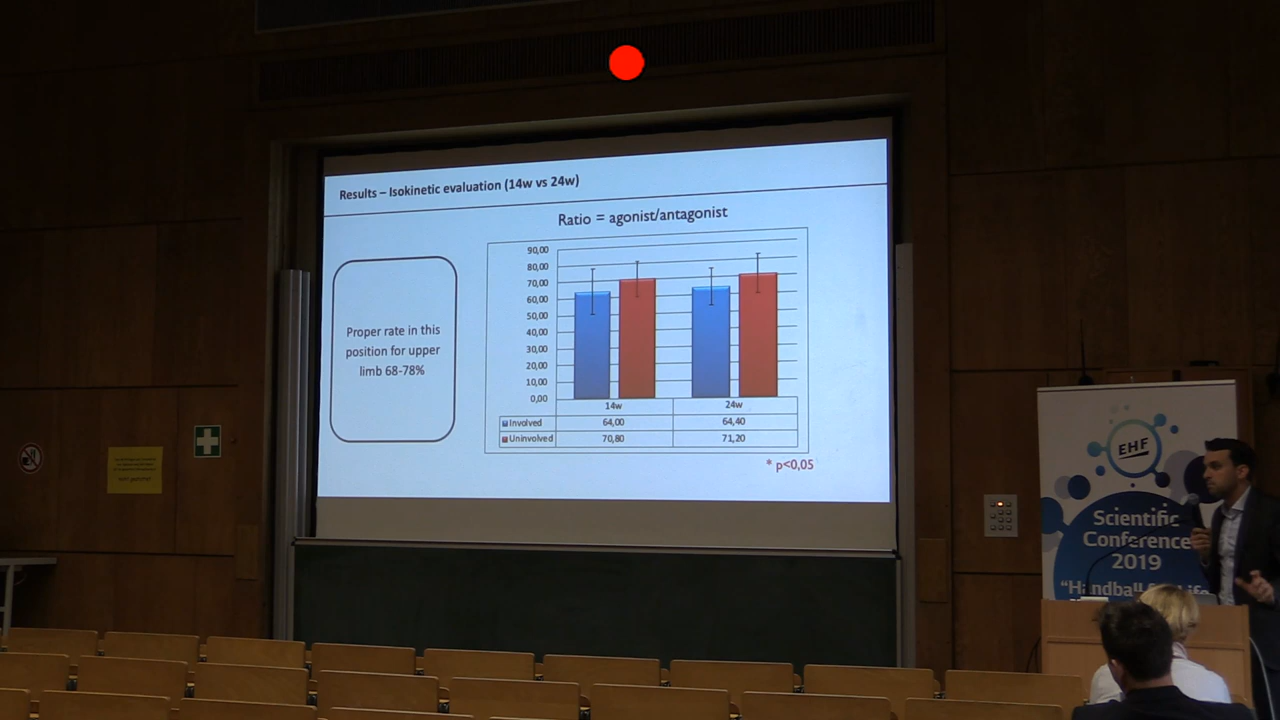 Results – Isokinetic evaluation (14w vs 24w)
Ratio = agonist/antagonist
Proper rate in this
position for upper
limb 68-78%
90,00
80,00
70,00
60,00
50,00
40,00
30,00
20,00
10,00
0,00
14w 24w
Involved 64,00 64,40
Uninvolved 70,80 71,20
* p<0,05
EHF
Scientific
Conference
2019
"Handball